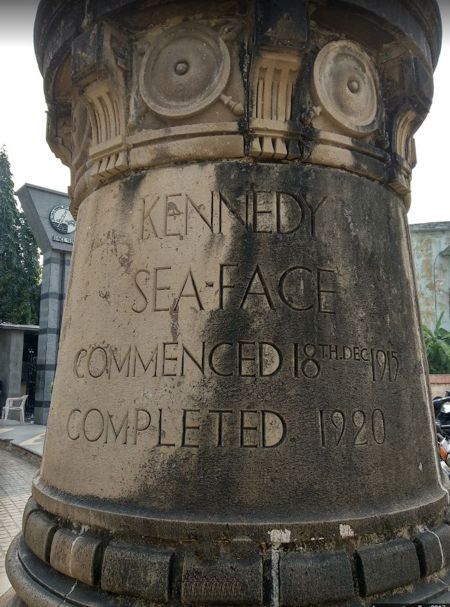 KENNEDY
SEA-FACE
COMMENCED 18TH.DEC.1915
COMPLETED. 1920